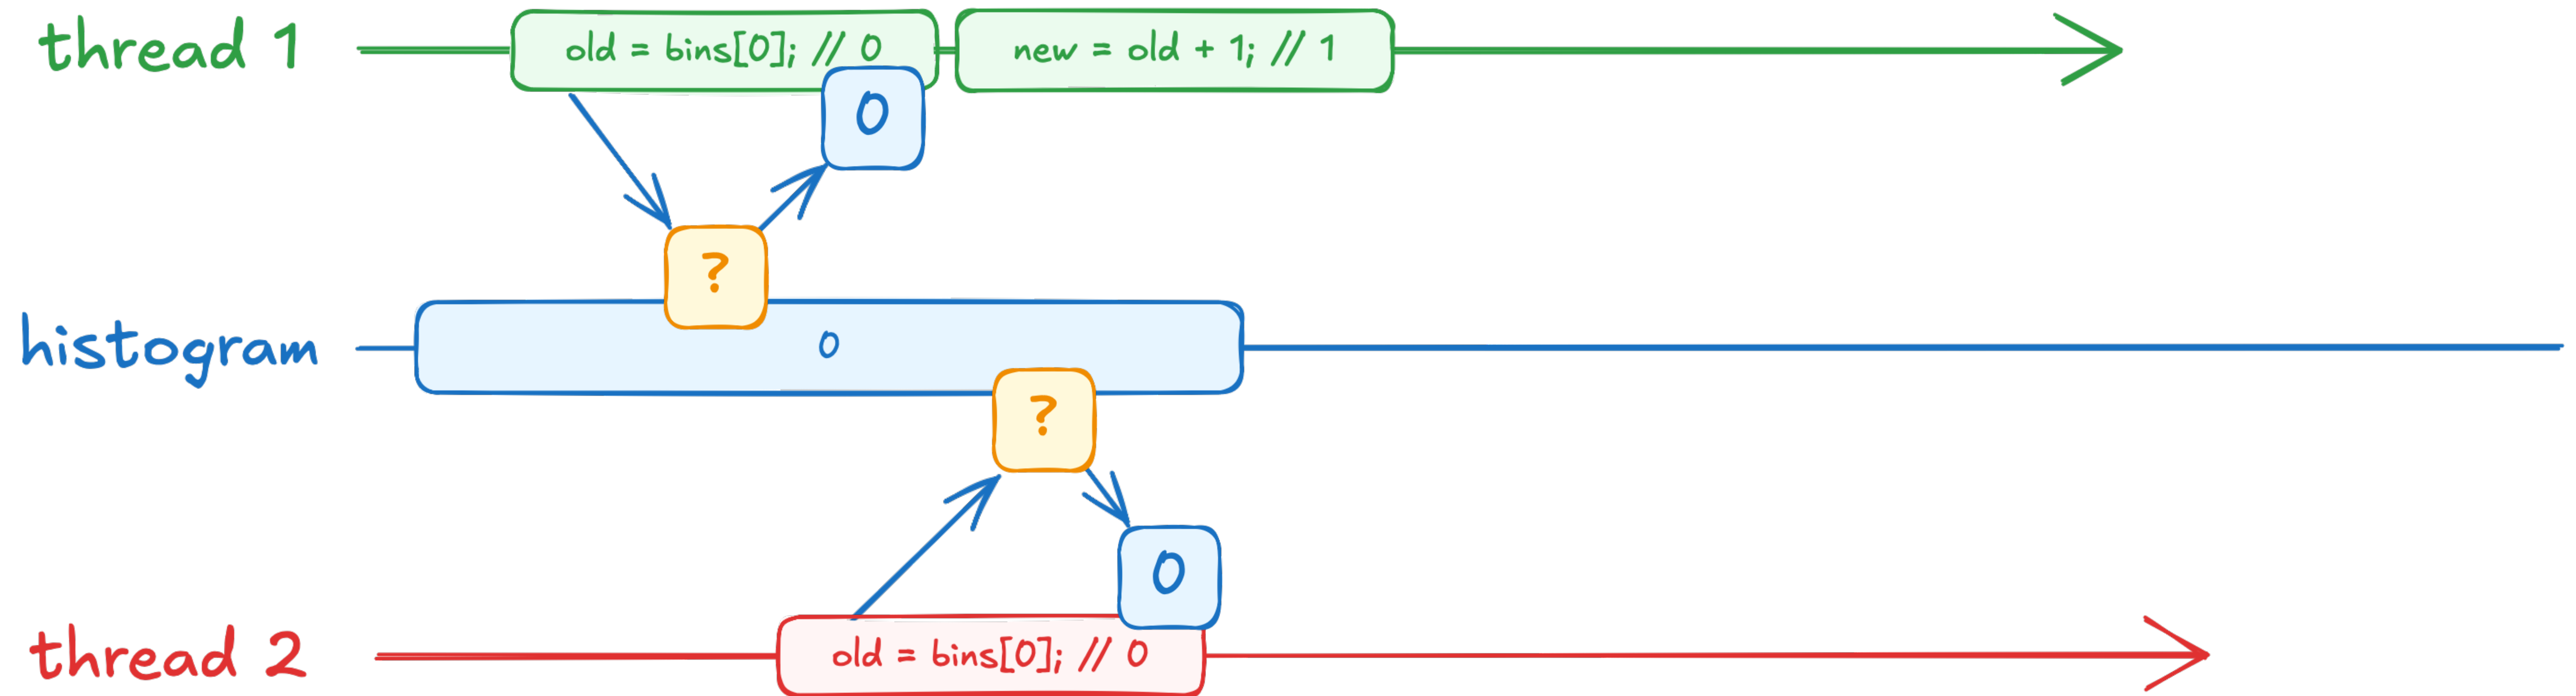 thread 1
old = bins[0]; // 0
new = old + 1; // 1
0
?
histogram
0
?
0
thread 2
old = bins[0]; // 0